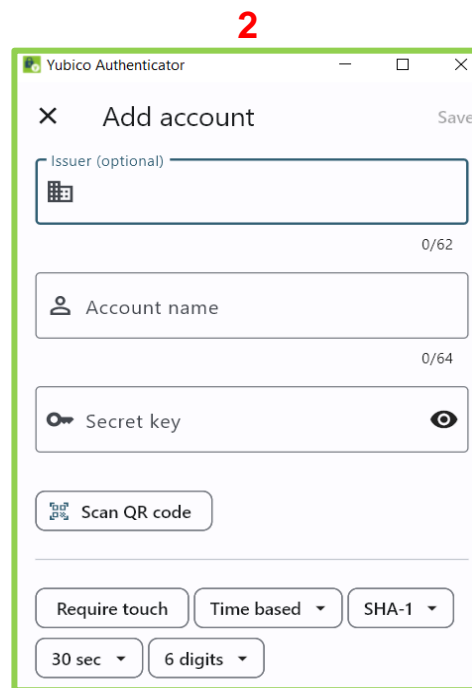 2
Yubico Authenticator
Add account
Save
Issuer (optional)
0/62
Account name
0/64
Secret key
Scan QR code
Require touch
Time based
SHA-1
30 sec
6 digits